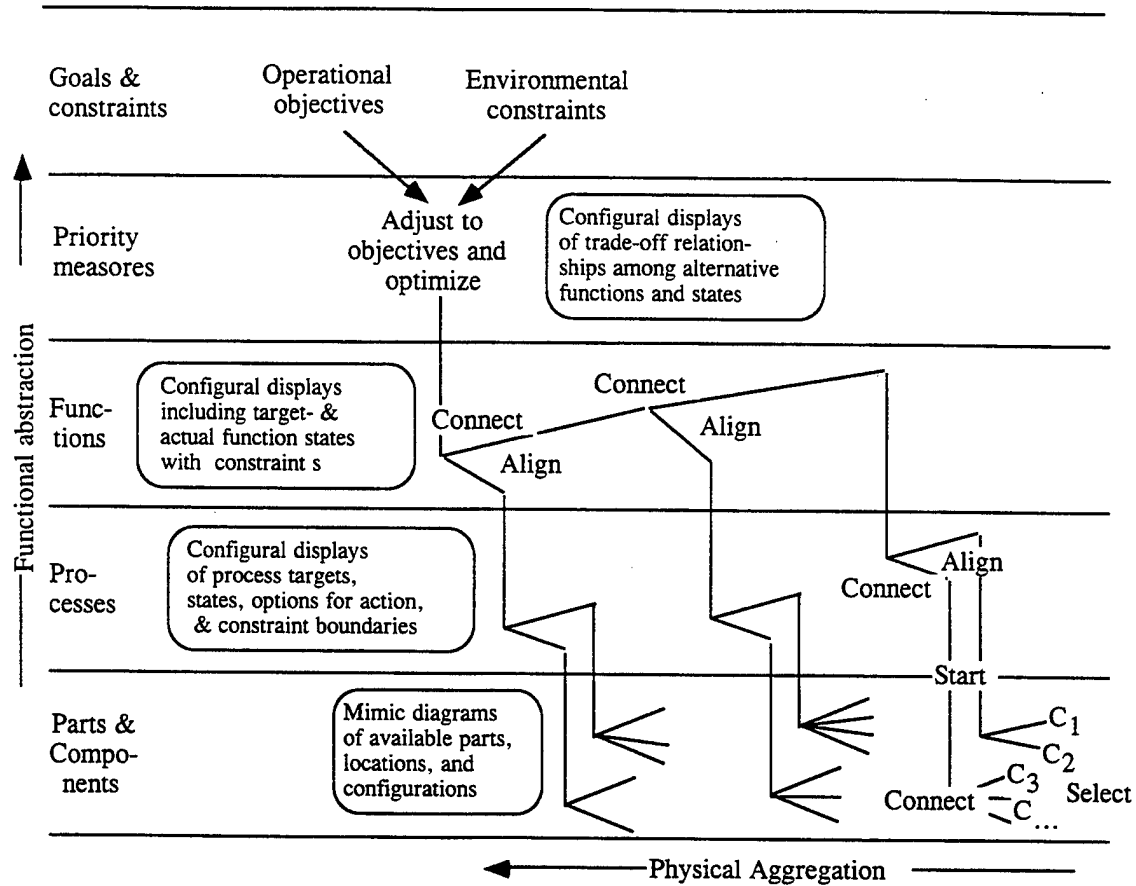 Goals &
constraints
Operational
objectives
Environmental
constraints
Priority
measores
Adjust to
objectives and
optimize
Configural displays
of trade-off relation-
ships among alternative
functions and states
Functional abstraction
Func-
tions
Configural displays
including target- &
actual function states
with constraint s
Connect
Align
Connect
Align
Pro-
cesses
Configural displays
of process targets,
states, options for action,
& constraint boundaries
Align
Connect
Start
Parts &
Compo-
nents
Mimic diagrams
of available parts,
locations, and
configurations
C1
C2
C3
C...
Connect
Select
Physical Aggregation